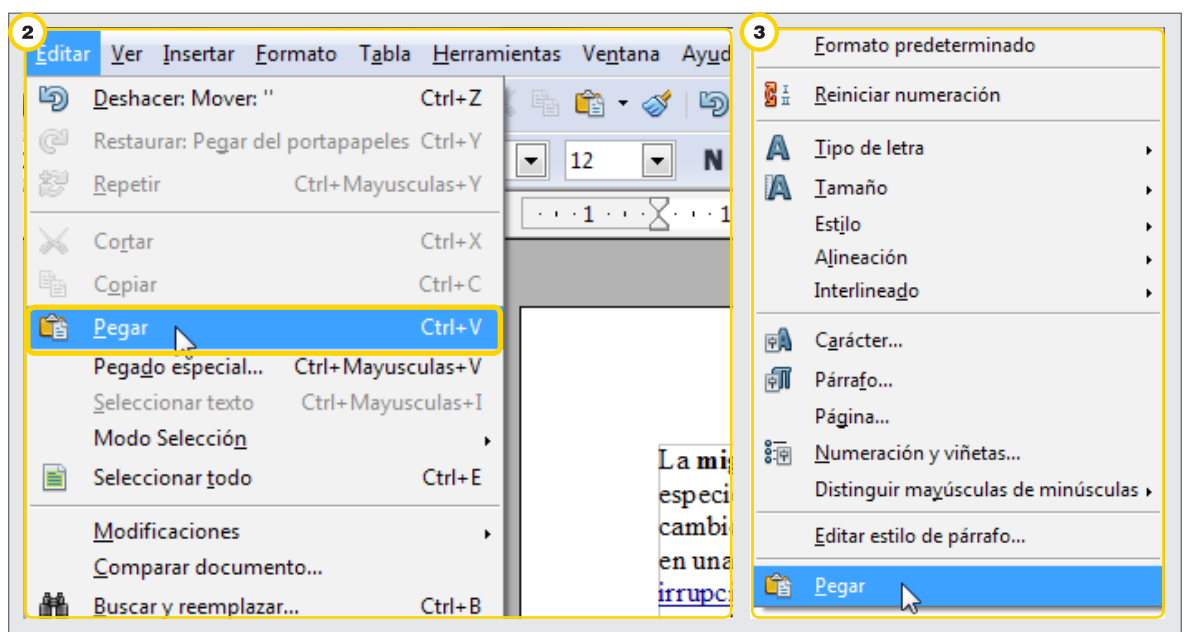 2
Editar Ver Insertar Formato Tabla Herramientas Ventana Ayud
Deshacer: Mover: '' Ctrl+Z
Restaurar: Pegar del portapapeles Ctrl+Y
Repetir Ctrl+Mayusculas+Y
Cortar Ctrl+X
Copiar Ctrl+C
Pegar Ctrl+V
Pegado especial... Ctrl+Mayusculas+V
Seleccionar texto Ctrl+Mayusculas+I
Modo Selección
Seleccionar todo Ctrl+E
Modificaciones
Comparar documento...
Buscar y reemplazar... Ctrl+B
12 N
1 1
La mi
especi
cambi
en una
irrupc
3
Formato predeterminado
Reiniciar numeración
Tipo de letra
Tamaño
Estilo
Alineación
Interlineado
Carácter...
Párrafo...
Página...
Numeración y viñetas...
Distinguir mayúsculas de minúsculas
Editar estilo de párrafo...
Pegar